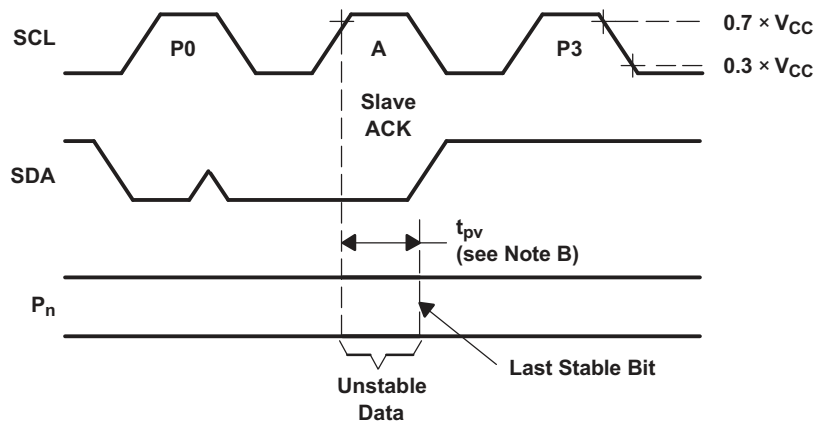 SCL
P0
A
P3
0.7 × VCC
0.3 × VCC
Slave
ACK
SDA
tpv
(see Note B)
Pn
Last Stable Bit
Unstable
Data